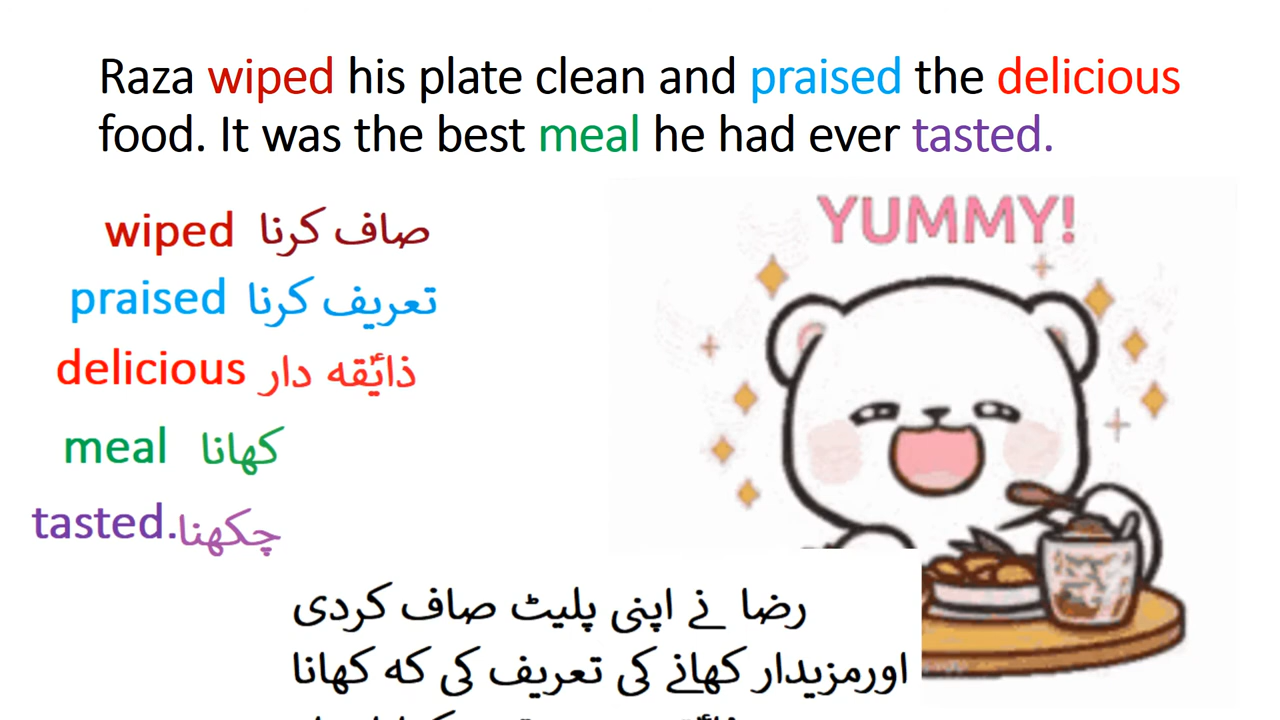 Raza wiped his plate clean and praised the delicious
food. It was the best meal he had ever tasted.
YUMMY!
wiped صاف کرنا
praised تعریف کرنا
delicious ذائقہ دار
meal کھانا
tasted. چکھنا
رضا نے اپنی پلیٹ صاف کردی
اورمزیدار کھانے کی تعریف کی کہ کھانا